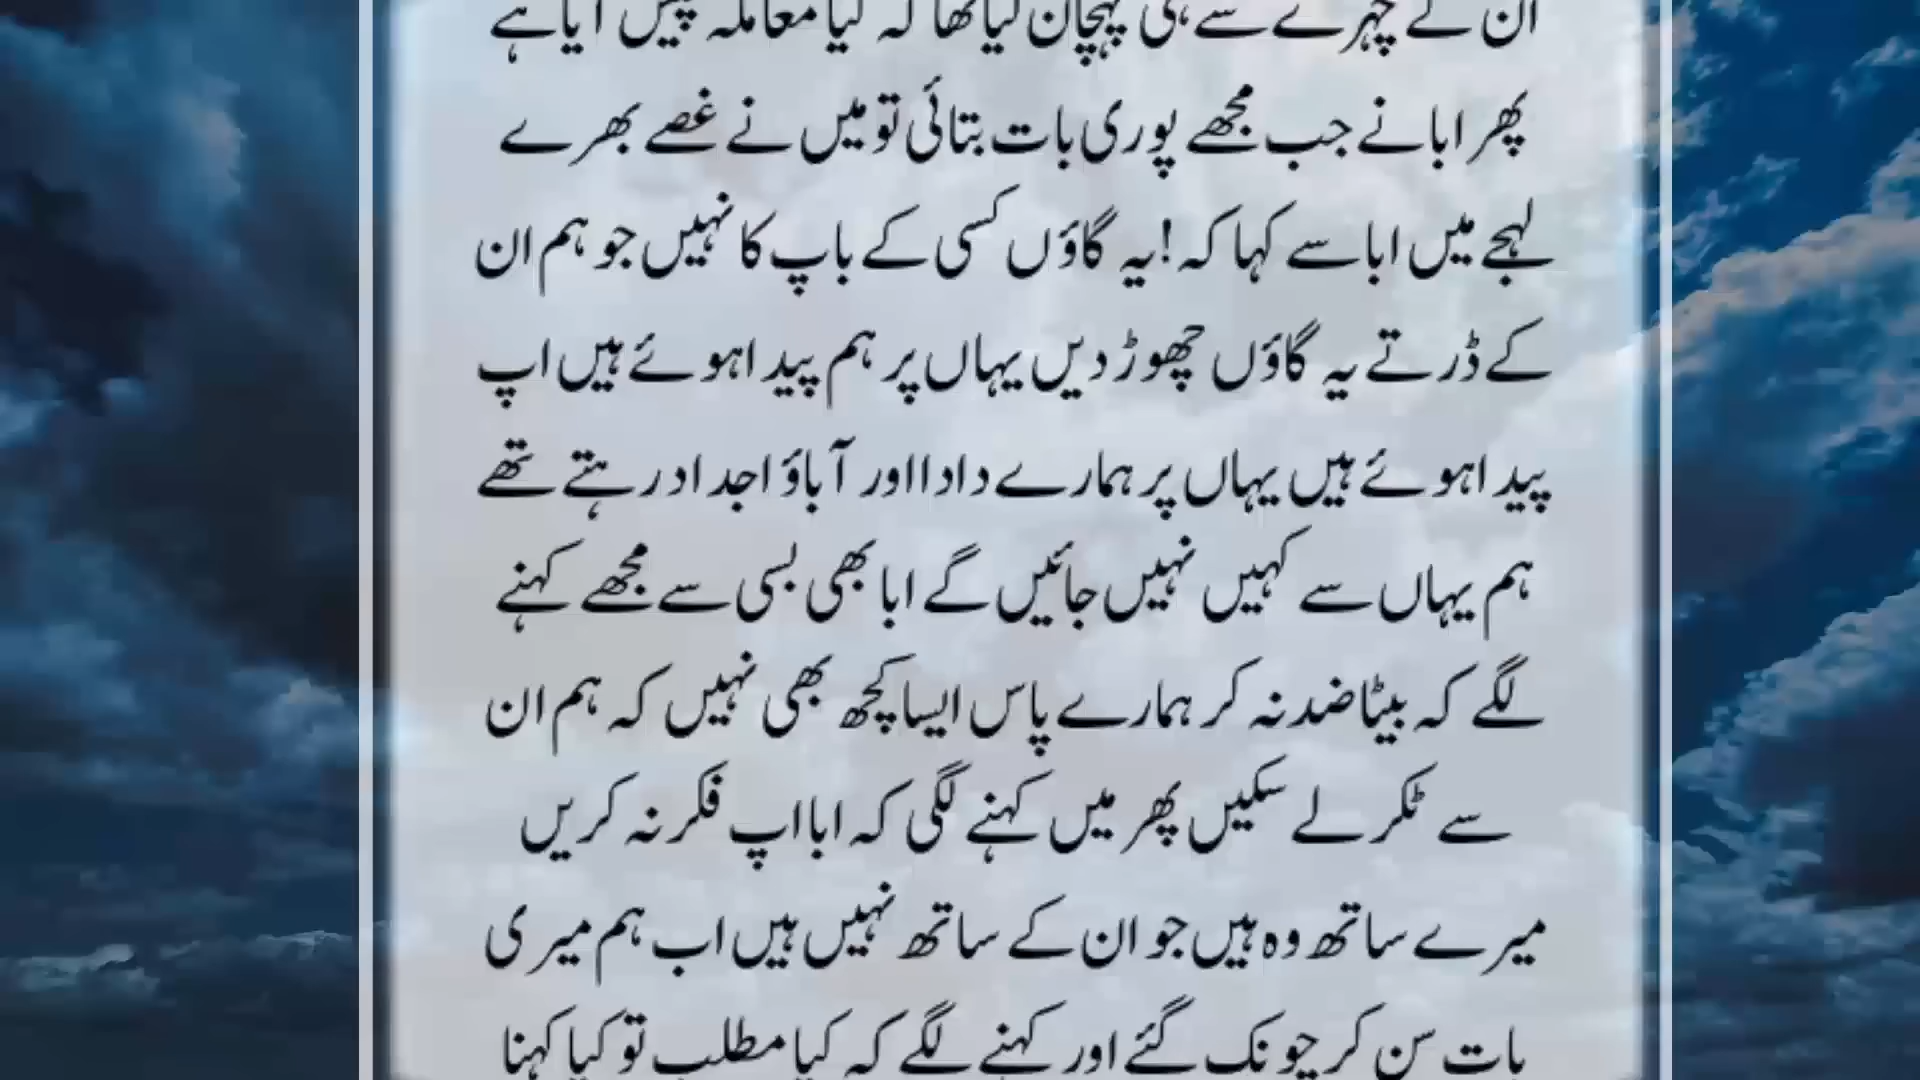 ان کے چہرے سے ہی پہچان لیا تھا کہ کیا معاملہ پیش آیا ہے
پھر ابا نے جب مجھے پوری بات بتائی تو میں نے غصے بھرے
لہجے میں ابا سے کہا کہ !یہ گاؤں کسی کے باپ کا نہیں جو ہم ان
کے ڈر تے یہ گاؤں چھوڑ دیں یہاں پر ہم پیدا ہوئے ہیں اپ
پیدا ہوئے ہیں یہاں پر ہمارے دادا اور آباؤ اجداد رہتے تھے
ہم یہاں سے کہیں نہیں جائیں گے ابا بھی بسی سے مجھے کہنے
لگے کہ بیٹا ضد نہ کر ہمارے پاس ایسا کچھ بھی نہیں کہ ہم ان
سے ٹکر لے سکیں پھر میں کہنے لگی کہ ابا اپ فکر نہ کریں
میرے ساتھ وہ ہیں جو ان کے ساتھ نہیں ہیں اب ہم میری
بات سن کر چونک گئے اور کہنے لگے کہ کیا مطلب تو کیا کہنا